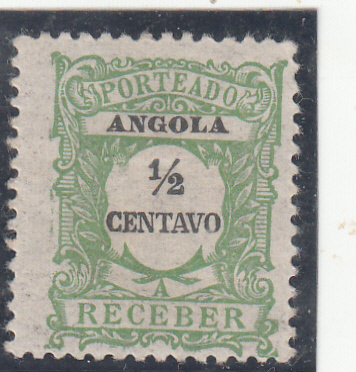 PORTEADO
ANGOLA
½
CENTAVO
A
RECEBER